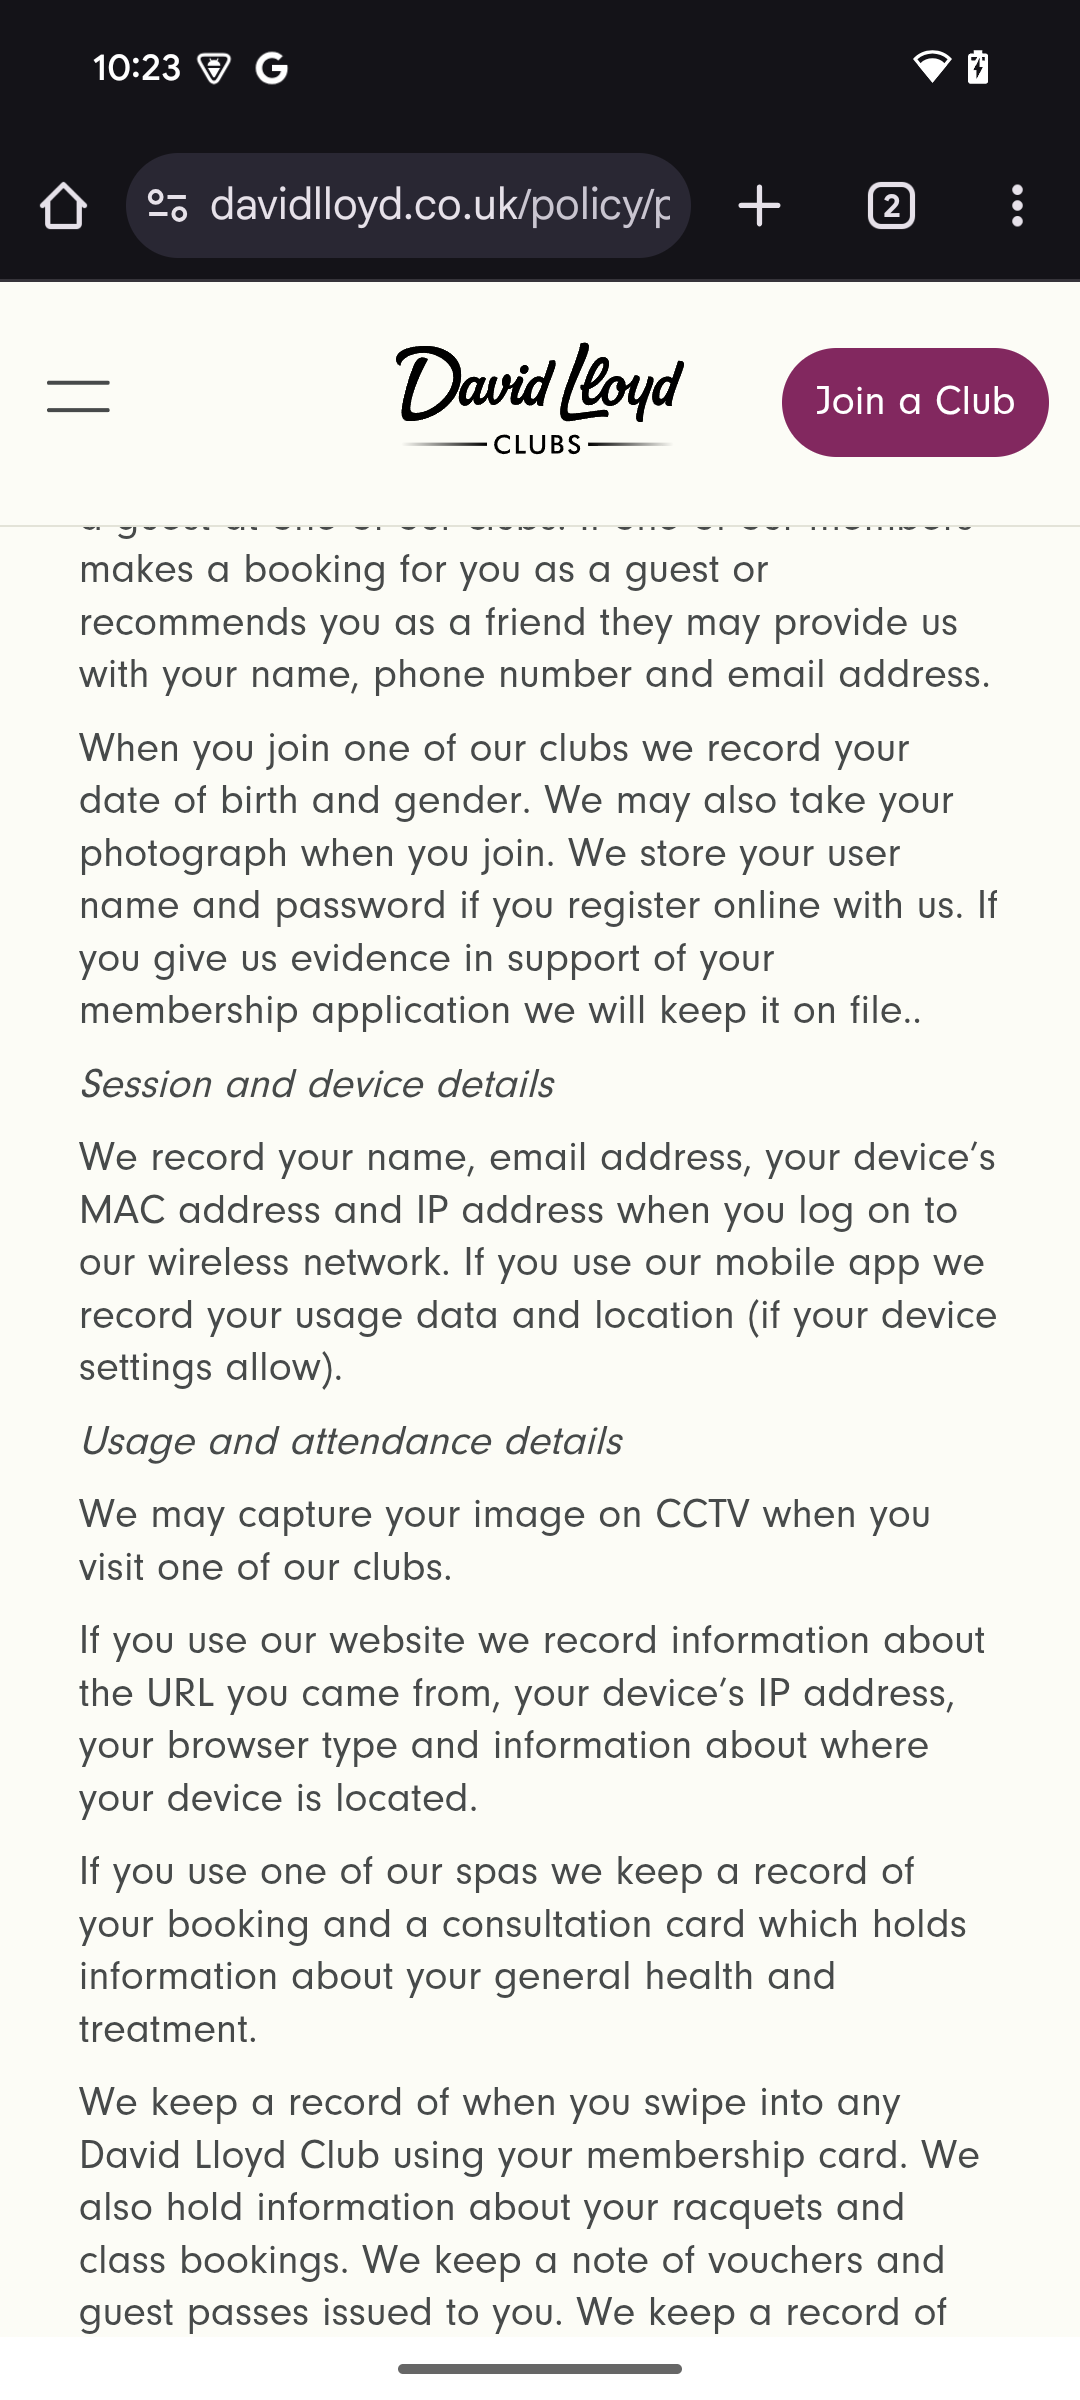 10:23
davidlloyd.co.uk/policy/p
2
David Lloyd
CLUBS
Join a Club
a guest at one of our clubs. If one of our members
makes a booking for you as a guest or
recommends you as a friend they may provide us
with your name, phone number and email address.
When you join one of our clubs we record your
date of birth and gender. We may also take your
photograph when you join. We store your user
name and password if you register online with us. If
you give us evidence in support of your
membership application we will keep it on file..
Session and device details
We record your name, email address, your device’s
MAC address and IP address when you log on to
our wireless network. If you use our mobile app we
record your usage data and location (if your device
settings allow).
Usage and attendance details
We may capture your image on CCTV when you
visit one of our clubs.
If you use our website we record information about
the URL you came from, your device’s IP address,
your browser type and information about where
your device is located.
If you use one of our spas we keep a record of
your booking and a consultation card which holds
information about your general health and
treatment.
We keep a record of when you swipe into any
David Lloyd Club using your membership card. We
also hold information about your racquets and
class bookings. We keep a note of vouchers and
guest passes issued to you. We keep a record of